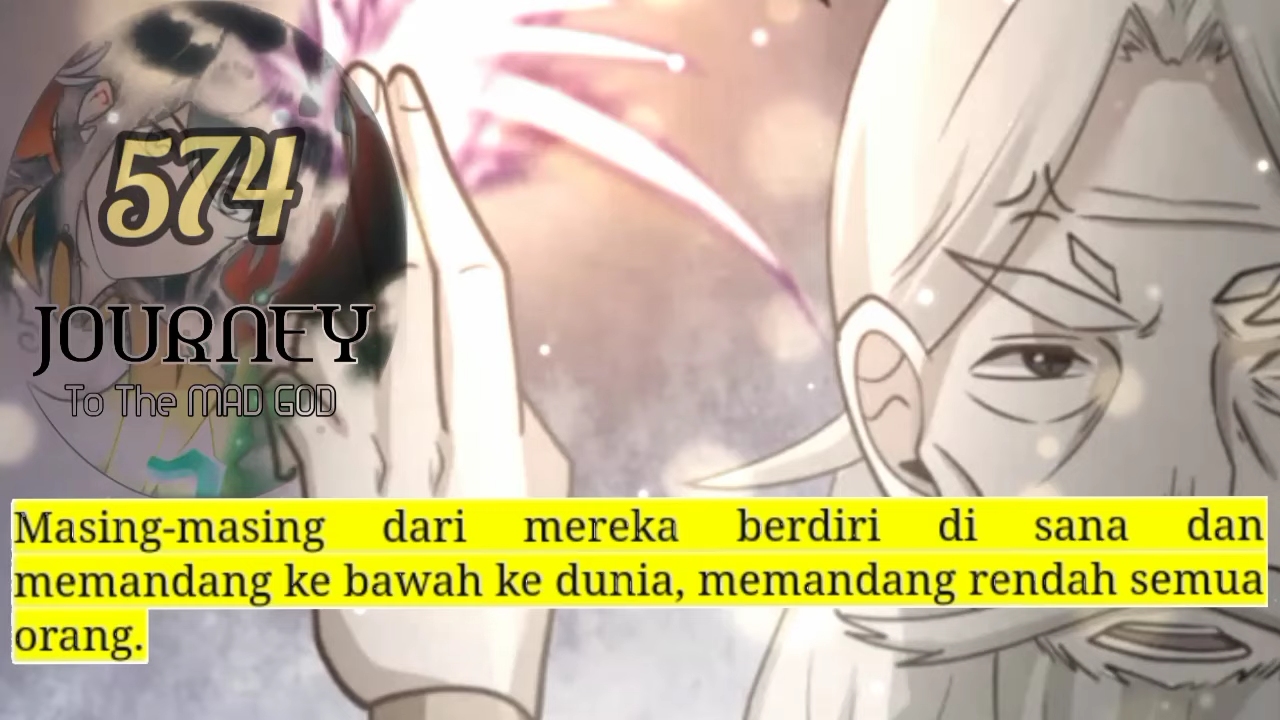 574
JOURNEY
To The MAD GOD
Masing-masing dari mereka berdiri di sana dan
memandang ke bawah ke dunia, memandang rendah semua
orang.